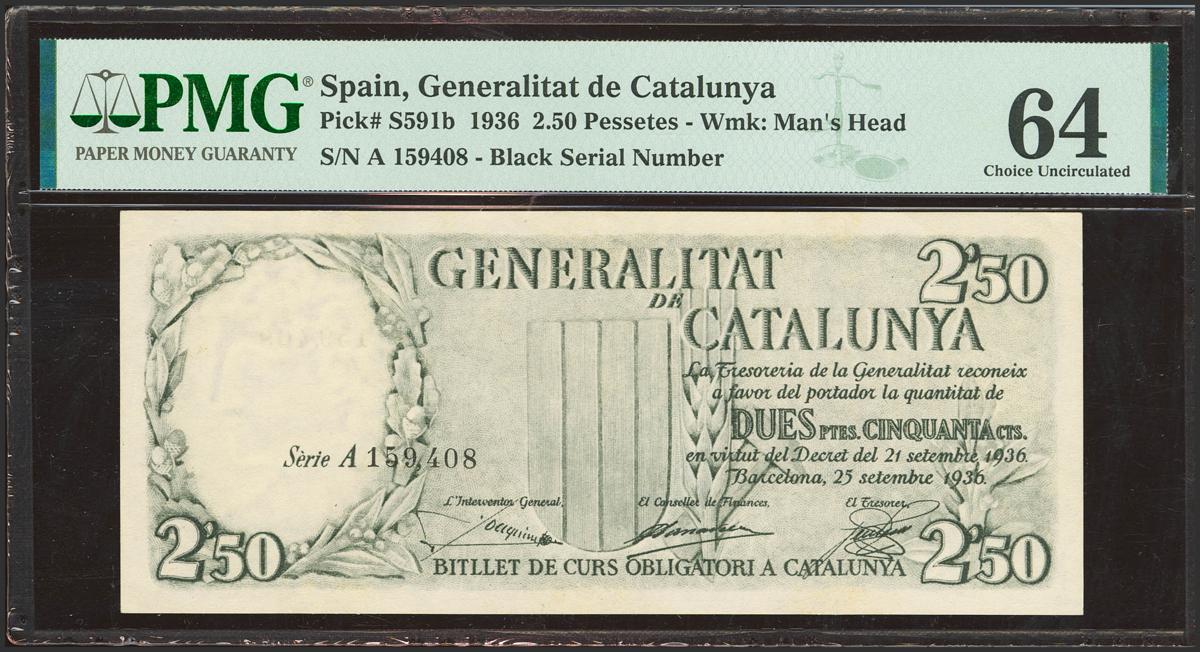 PMG®
PAPER MONEY GUARANTY
Spain, Generalitat de Catalunya
Pick# S591b 1936 2.50 Pessetes - Wmk: Man's Head
S/N A 159408 - Black Serial Number
64
Choice Uncirculated
GENERALITAT
DE
CATALUNYA
2'50
La Tresoreria de la Generalitat reconeix
a favor del portador la quantitat de
DUES PTES. CINQUANTA CTS.
en virtut del Decret del 21 setembre 1936.
Barcelona, 25 setembre 1936.
Sèrie A 159,408
L'Interventor General,
El Conseller de Finances,
El Tresorer,
2'50
BITLLET DE CURS OBLIGATORI A CATALUNYA
2'50